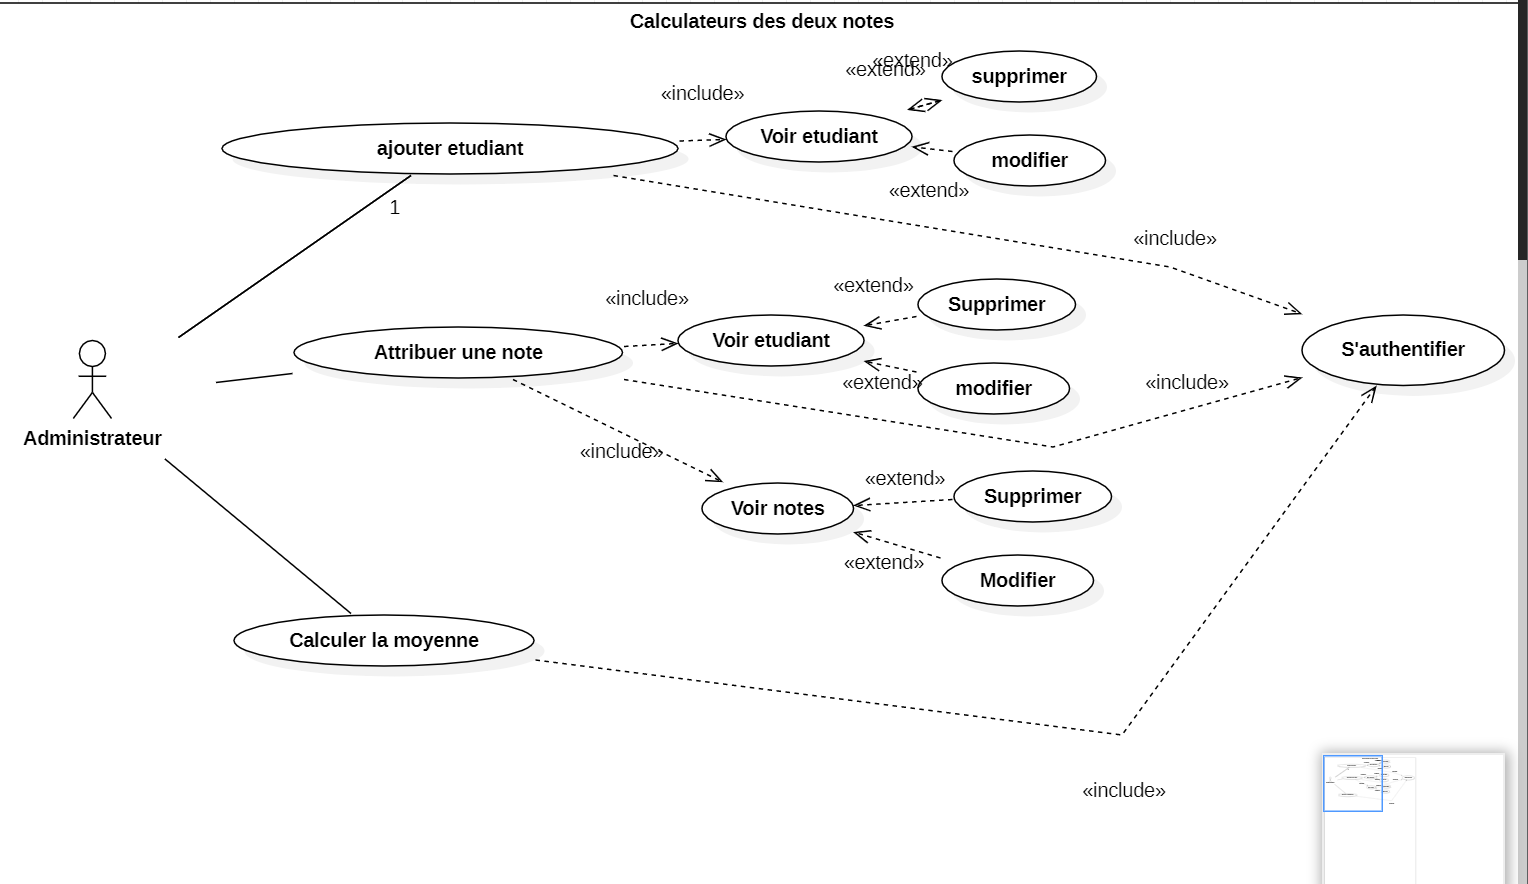 Calculateurs des deux notes
«extend»
«extend»
supprimer
«include»
Voir etudiant
ajouter etudiant
modifier
«extend»
1
«include»
«extend»
«include»
Supprimer
Voir etudiant
Attribuer une note
S'authentifier
«extend»
modifier
«include»
Administrateur
«include»
«extend»
Supprimer
Voir notes
«extend»
Modifier
Calculer la moyenne
«include»